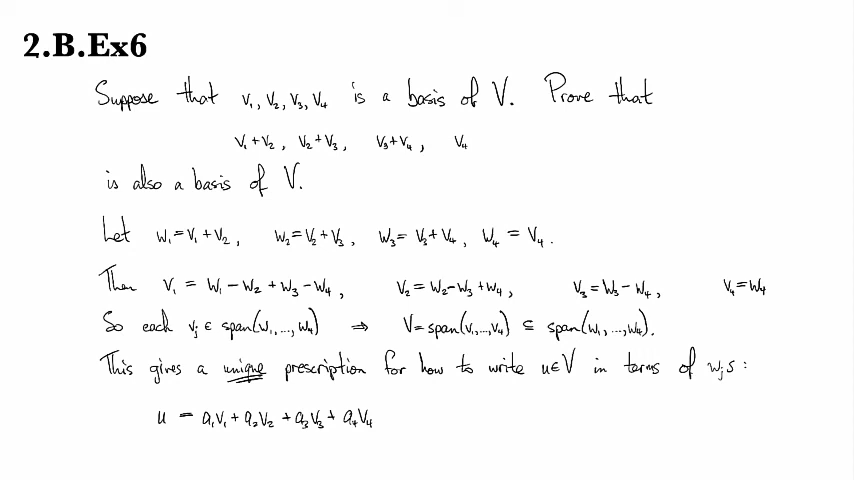 2.B.Ex6
Suppose that v₁, v₂, v₃, v₄ is a basis of V. Prove that
v₁+v₂, v₂+v₃, v₃+v₄, v₄
is also a basis of V.
Let w₁=v₁+v₂, w₂=v₂+v₃, w₃=v₃+v₄, w₄=v₄.
Then v₁ = w₁-w₂+w₃-w₄, v₂=w₂-w₃+w₄, v₃=w₃-w₄, v₄=w₄
So each vⱼ ∈ span(w₁,...,w₄) ⇒ V=span(v₁,...,v₄) ⊆ span(w₁,...,w₄).
This gives a unique prescription for how to write u∈V in terms of wⱼs:
u = a₁v₁+a₂v₂+a₃v₃+a₄v₄